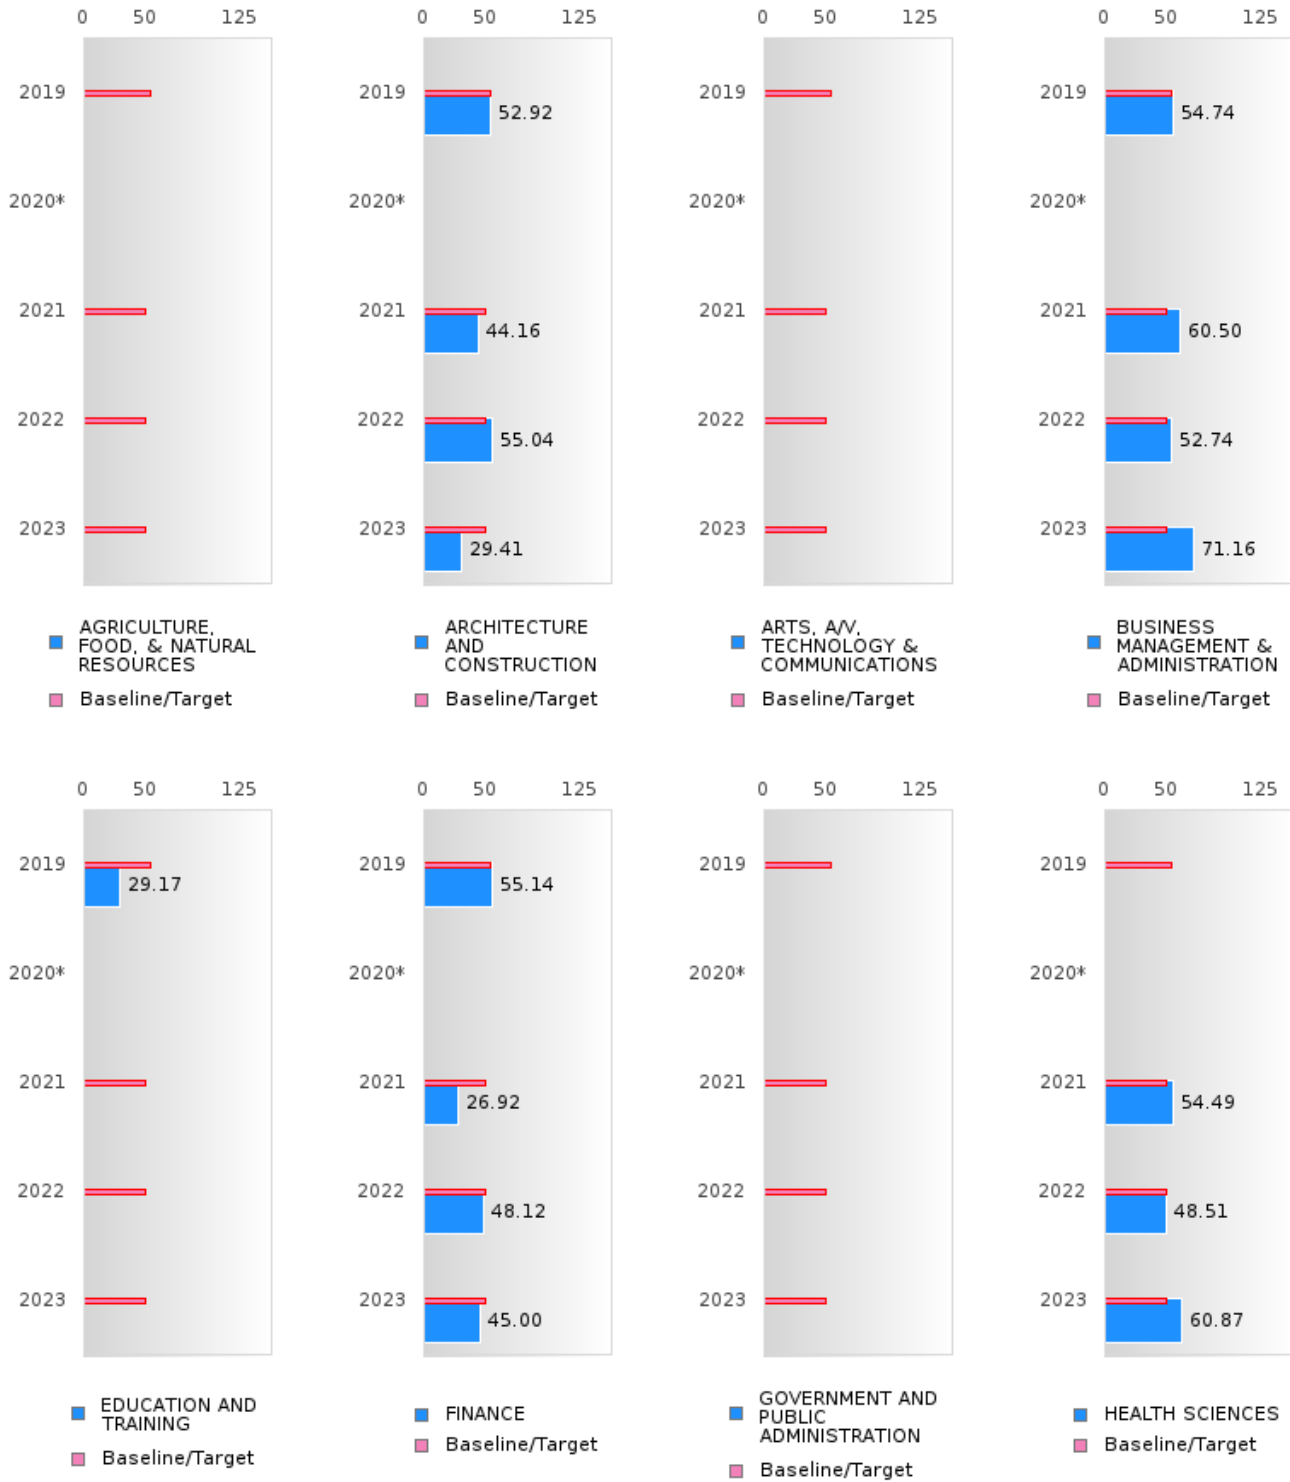 0 50 125
2019
2020*
2021
2022
2023
AGRICULTURE,
FOOD, & NATURAL
RESOURCES
Baseline/Target
0 50 125
2019
52.92
2020*
2021
44.16
2022
55.04
2023
29.41
ARCHITECTURE
AND
CONSTRUCTION
Baseline/Target
0 50 125
2019
2020*
2021
2022
2023
ARTS, A/V,
TECHNOLOGY &
COMMUNICATIONS
Baseline/Target
0 50 125
2019
54.74
2020*
2021
60.50
2022
52.74
2023
71.16
BUSINESS
MANAGEMENT &
ADMINISTRATION
Baseline/Target
0 50 125
2019
29.17
2020*
2021
2022
2023
EDUCATION AND
TRAINING
Baseline/Target
0 50 125
2019
55.14
2020*
2021
26.92
2022
48.12
2023
45.00
FINANCE
Baseline/Target
0 50 125
2019
2020*
2021
2022
2023
GOVERNMENT AND
PUBLIC
ADMINISTRATION
Baseline/Target
0 50 125
2019
2020*
2021
54.49
2022
48.51
2023
60.87
HEALTH SCIENCES
Baseline/Target